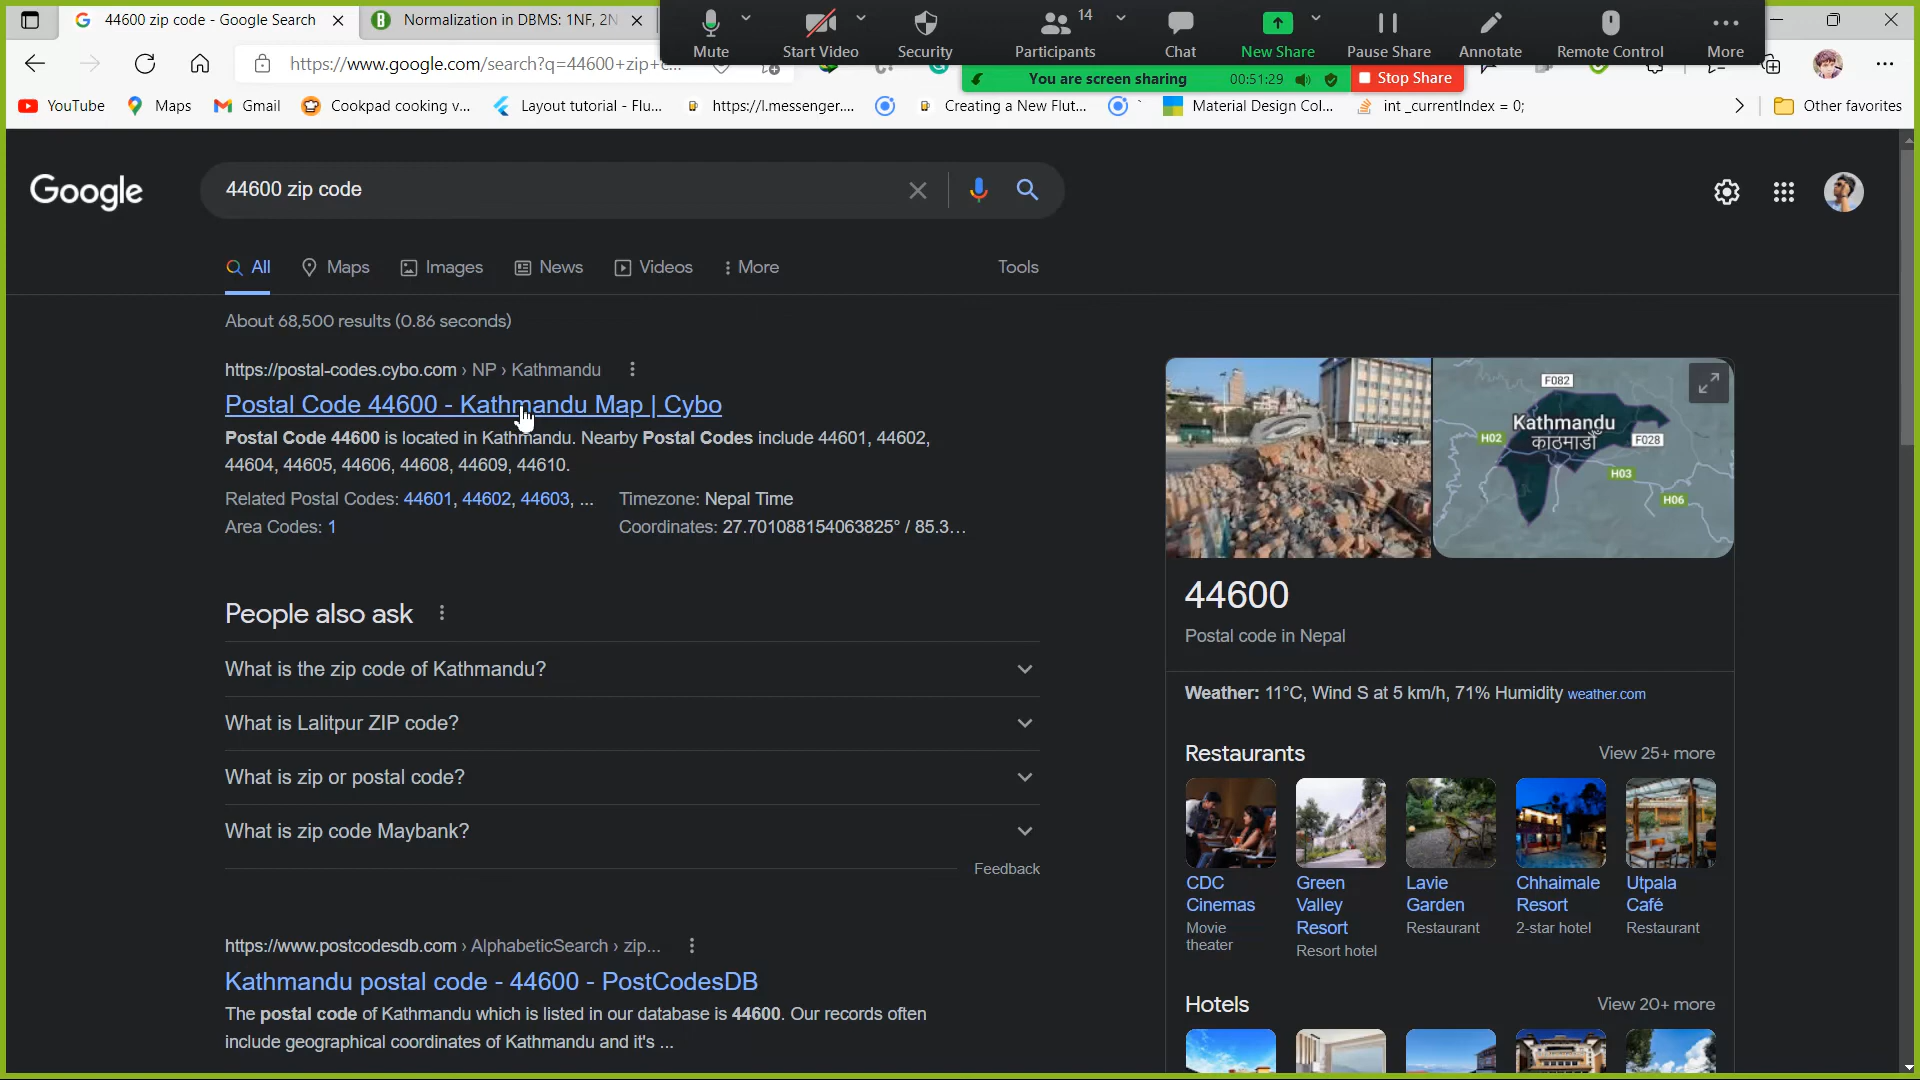 44600 zip code - Google Search
Normalization in DBMS: 1NF, 2N
Mute
Start Video
Security
14
Participants
Chat
New Share
Pause Share
Annotate
Remote Control
More
https://www.google.com/search?q=44600+zip+c...
You are screen sharing
00:51:29
Stop Share
YouTube
Maps
Gmail
Cookpad cooking v...
Layout tutorial - Flu...
https://l.messenger....
Creating a New Flut...
Material Design Col...
int _currentIndex = 0;
Other favorites
Google
44600 zip code
All
Maps
Images
News
Videos
More
Tools
About 68,500 results (0.86 seconds)
https://postal-codes.cybo.com › NP › Kathmandu
Postal Code 44600 - Kathmandu Map | Cybo
Postal Code 44600 is located in Kathmandu. Nearby Postal Codes include 44601, 44602,
44604, 44605, 44606, 44608, 44609, 44610.
Related Postal Codes: 44601, 44602, 44603, ...
Timezone: Nepal Time
Area Codes: 1
Coordinates: 27.701088154063825° / 85.3...
People also ask
What is the zip code of Kathmandu?
What is Lalitpur ZIP code?
What is zip or postal code?
What is zip code Maybank?
Feedback
https://www.postcodesdb.com › AlphabeticSearch › zip...
Kathmandu postal code - 44600 - PostCodesDB
The postal code of Kathmandu which is listed in our database is 44600. Our records often
include geographical coordinates of Kathmandu and it's ...
F082
Kathmandu
काठमाडौं
H02
F028
H03
H06
44600
Postal code in Nepal
Weather: 11°C, Wind S at 5 km/h, 71% Humidity weather.com
Restaurants
View 25+ more
CDC
Cinemas
Movie
theater
Green
Valley
Resort
Resort hotel
Lavie
Garden
Restaurant
Chhaimale
Resort
2-star hotel
Utpala
Café
Restaurant
Hotels
View 20+ more